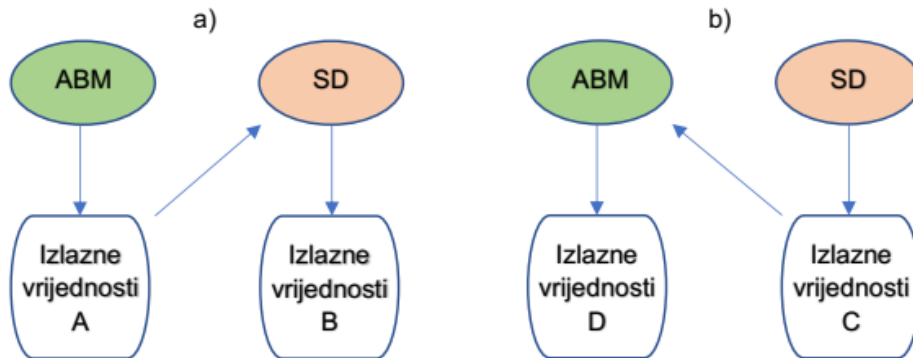 a)
ABM
SD
Izlazne
vrijednosti
A
Izlazne
vrijednosti
B
b)
ABM
SD
Izlazne
vrijednosti
D
Izlazne
vrijednosti
C